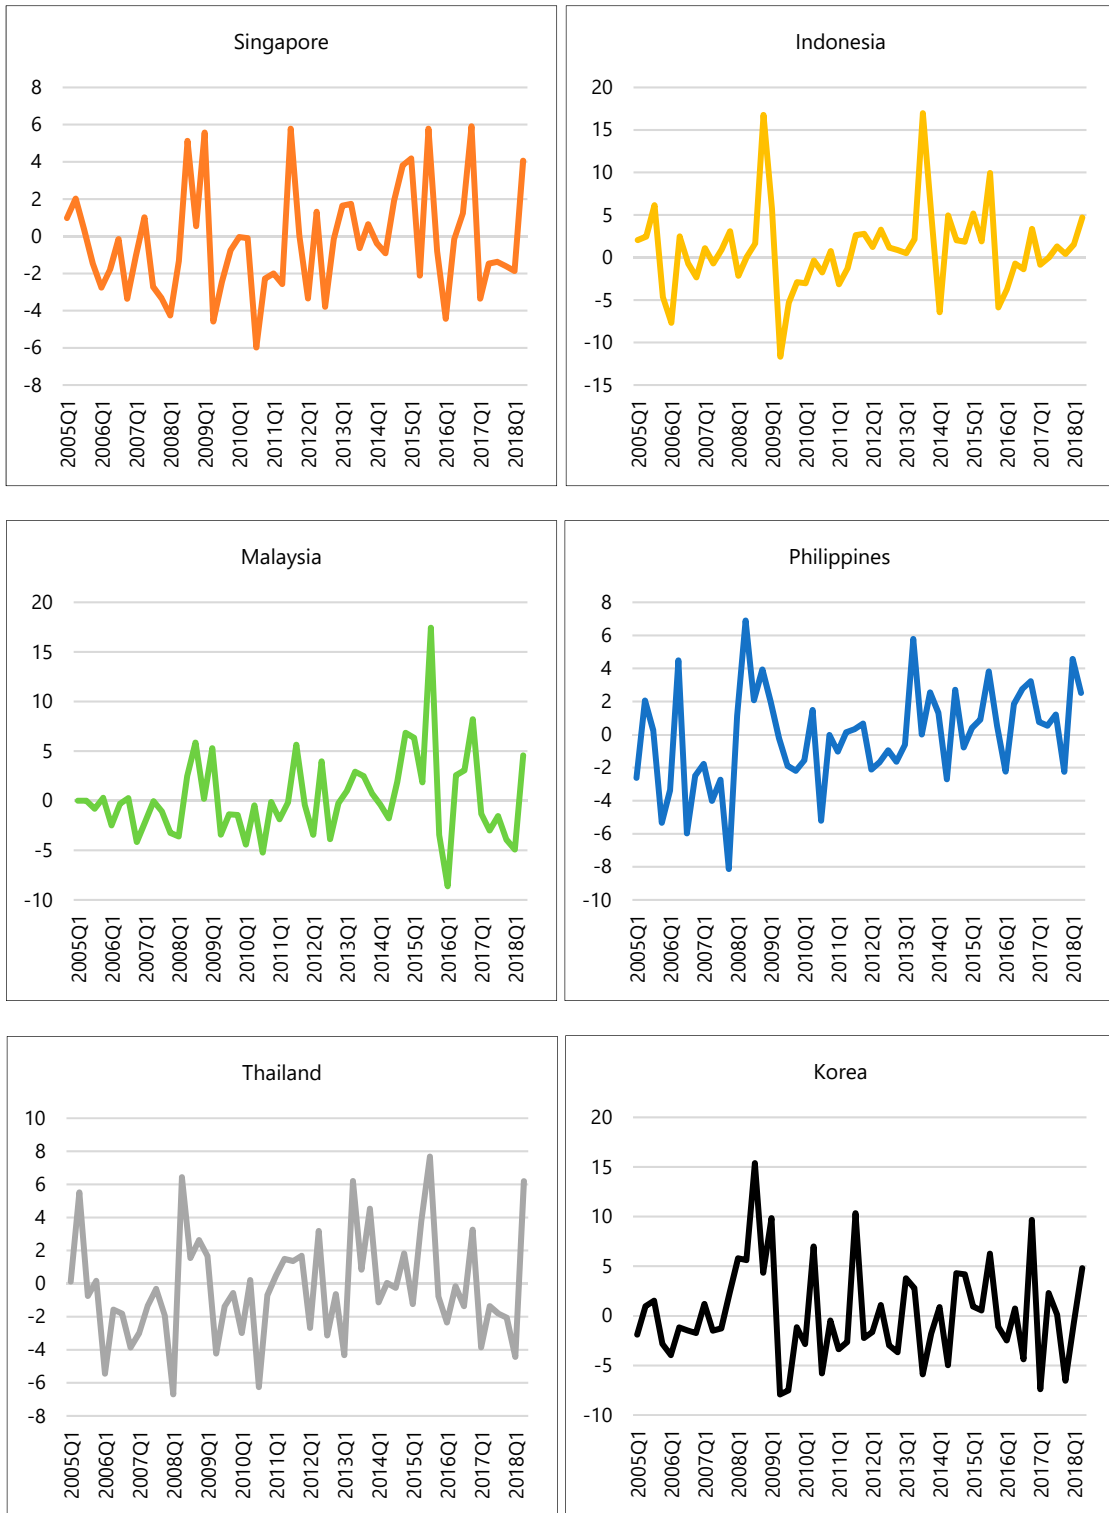 Singapore
8
6
4
2
0
-2
-4
-6
-8
2005Q1
2006Q1
2007Q1
2008Q1
2009Q1
2010Q1
2011Q1
2012Q1
2013Q1
2014Q1
2015Q1
2016Q1
2017Q1
2018Q1
Indonesia
20
15
10
5
0
-5
-10
-15
2005Q1
2006Q1
2007Q1
2008Q1
2009Q1
2010Q1
2011Q1
2012Q1
2013Q1
2014Q1
2015Q1
2016Q1
2017Q1
2018Q1
Malaysia
20
15
10
5
0
-5
-10
2005Q1
2006Q1
2007Q1
2008Q1
2009Q1
2010Q1
2011Q1
2012Q1
2013Q1
2014Q1
2015Q1
2016Q1
2017Q1
2018Q1
Philippines
8
6
4
2
0
-2
-4
-6
-8
-10
2005Q1
2006Q1
2007Q1
2008Q1
2009Q1
2010Q1
2011Q1
2012Q1
2013Q1
2014Q1
2015Q1
2016Q1
2017Q1
2018Q1
Thailand
10
8
6
4
2
0
-2
-4
-6
-8
2005Q1
2006Q1
2007Q1
2008Q1
2009Q1
2010Q1
2011Q1
2012Q1
2013Q1
2014Q1
2015Q1
2016Q1
2017Q1
2018Q1
Korea
20
15
10
5
0
-5
-10
2005Q1
2006Q1
2007Q1
2008Q1
2009Q1
2010Q1
2011Q1
2012Q1
2013Q1
2014Q1
2015Q1
2016Q1
2017Q1
2018Q1